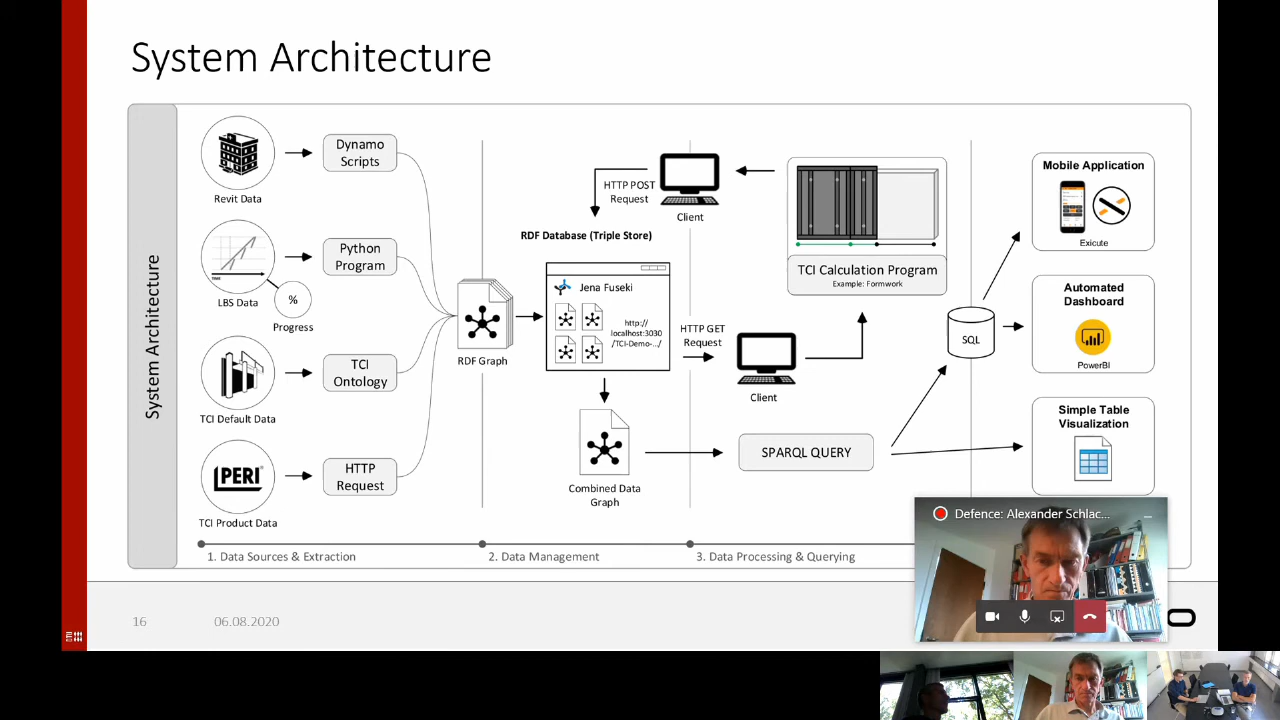 System Architecture
System Architecture
Revit Data
Dynamo
Scripts
LBS Data
%
Progress
Python
Program
TCI Default Data
TCI
Ontology
PERI
TCI Product Data
HTTP
Request
RDF Graph
HTTP POST
Request
Client
RDF Database (Triple Store)
Jena Fuseki
http://
localhost:3030
/TCI-Demo-../
HTTP GET
Request
Client
Combined Data
Graph
TCI Calculation Program
Example: Formwork
SPARQL QUERY
SQL
Mobile Application
Exicute
Automated
Dashboard
PowerBI
Simple Table
Visualization
1. Data Sources & Extraction
2. Data Management
3. Data Processing & Querying
Defence: Alexander Schlac...
16
06.08.2020